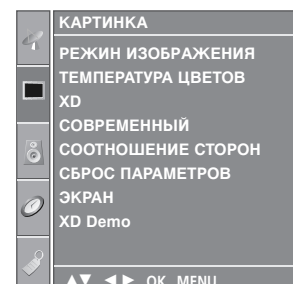 КАРТИНКА
РЕЖИН ИЗОБРАЖЕНИЯ
ТЕМПЕРАТУРА ЦВЕТОВ
XD
СОВРЕМЕННЫЙ
СООТНОШЕНИЕ СТОРОН
СБРОС ПАРАМЕТРОВ
ЭКРАН
XD Demo
▲▼ ◄► OK MENU